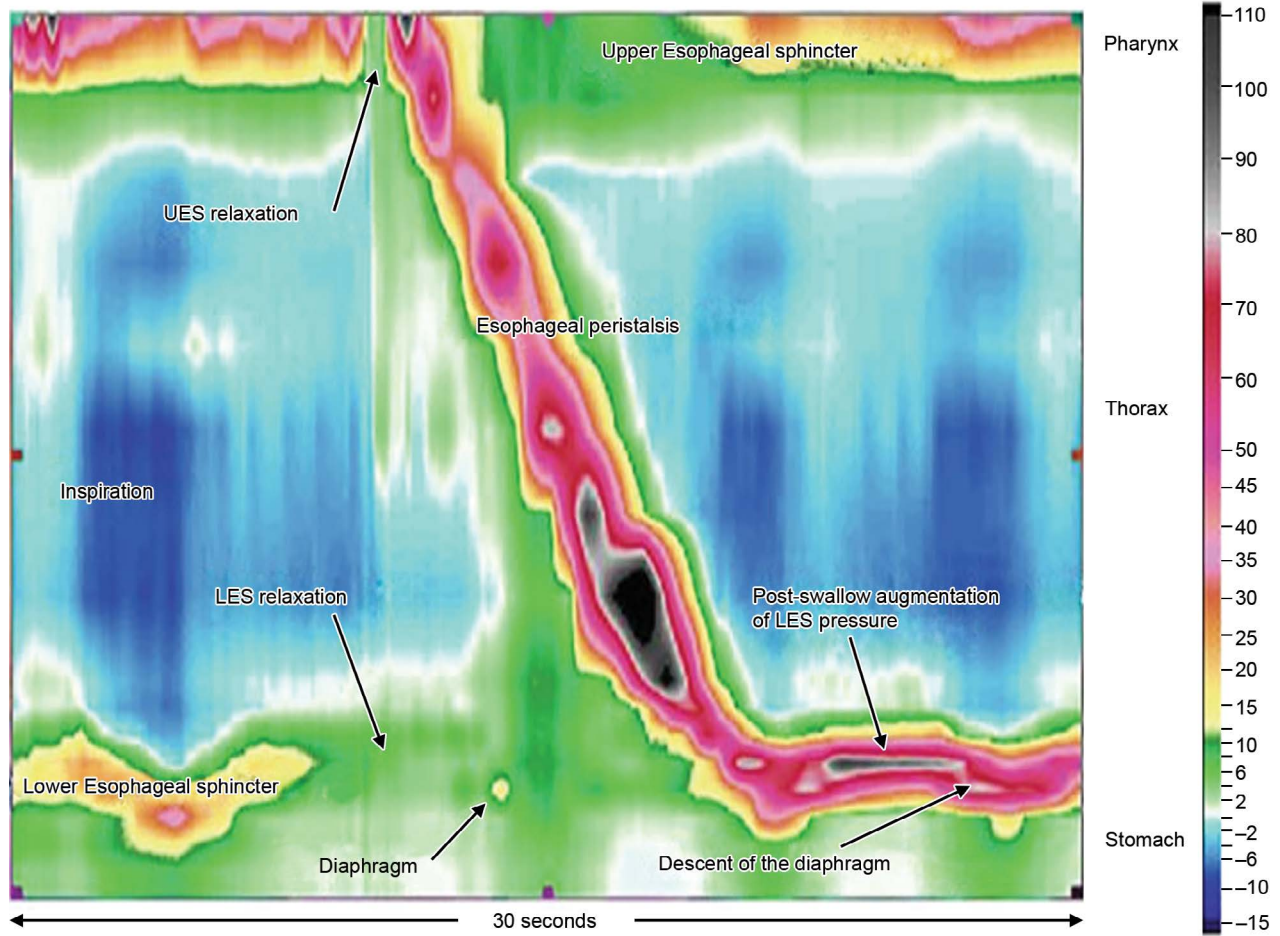 Upper Esophageal sphincter
UES relaxation
Esophageal peristalsis
Inspiration
LES relaxation
Post-swallow augmentation
of LES pressure
Lower Esophageal sphincter
Diaphragm
Descent of the diaphragm
30 seconds
Pharynx
Thorax
Stomach
110
100
90
80
70
60
50
45
40
35
30
25
20
15
10
6
2
–2
–6
–10
–15